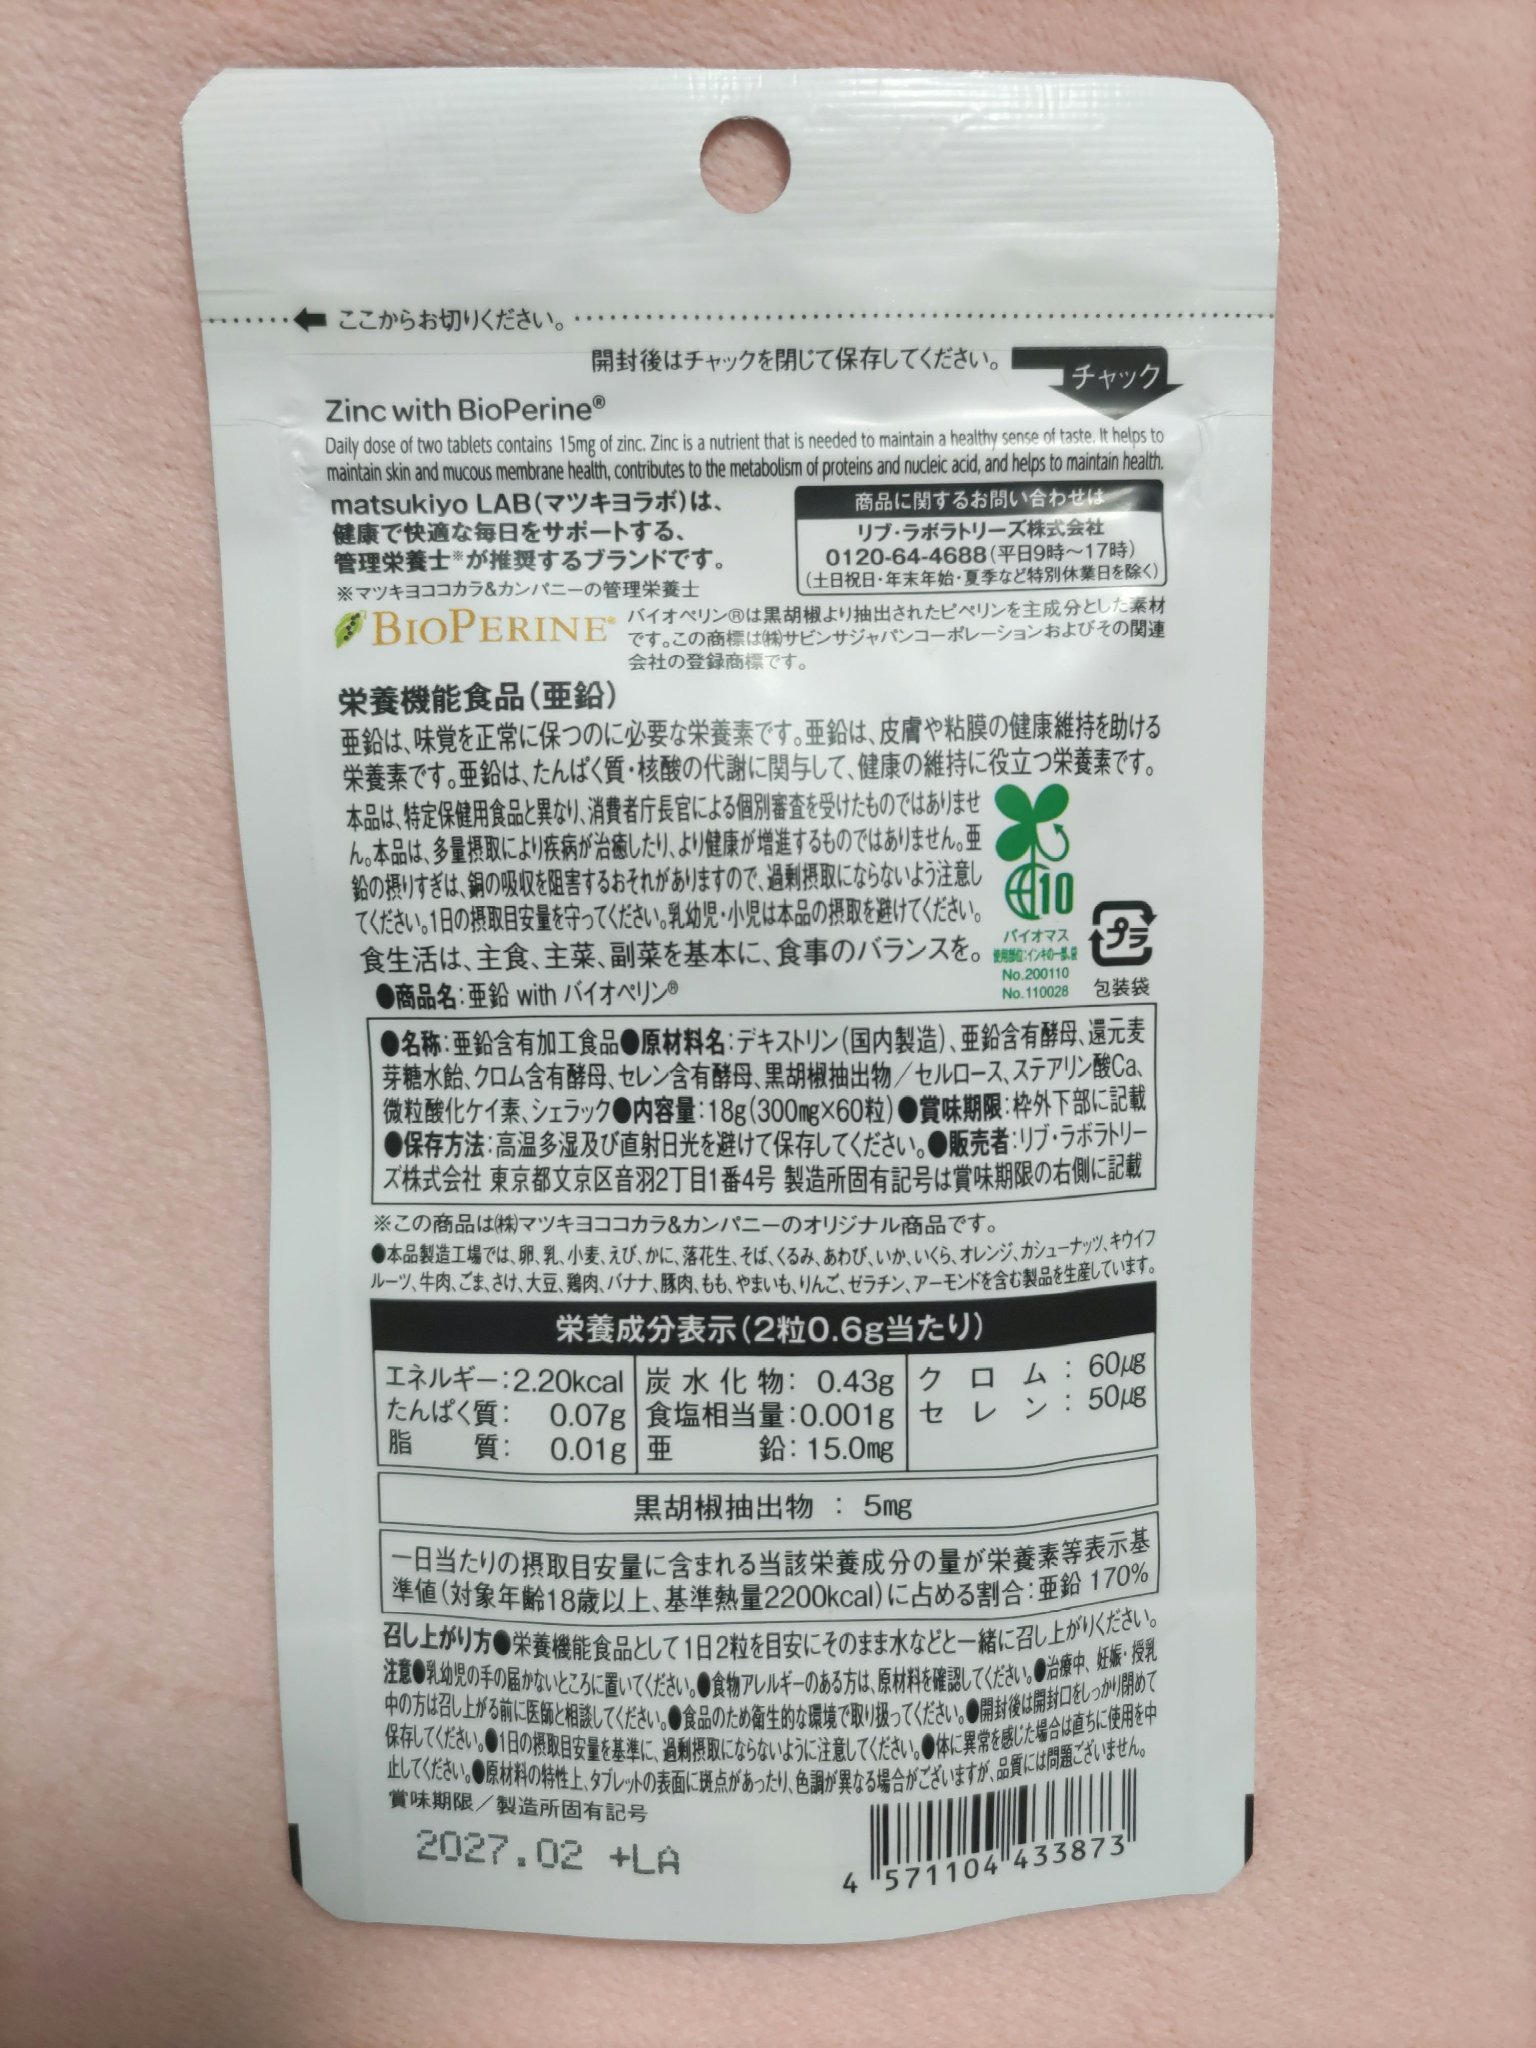 ここからお切りください。
開封後はチャックを閉じて保存してください。
チャック
Zinc with BioPerine®
Daily dose of two tablets contains 15mg of zinc. Zinc is a nutrient that is needed to maintain a healthy sense of taste. It helps to
maintain skin and mucous membrane health, contributes to the metabolism of proteins and nucleic acid, and helps to maintain health.
matsukiyo LAB(マツキヨラボ)は、
健康で快適な毎日をサポートする、
管理栄養士※が推奨するブランドです。
※マツキヨココカラ&カンパニーの管理栄養士
商品に関するお問い合わせは
リブ・ラボラトリーズ株式会社
0120-64-4688(平日9時〜17時)
(土日祝日・年末年始・夏季など特別休業日を除く)
BIOPERINE®
バイオペリン®は黒胡椒より抽出されたピペリンを主成分とした素材
です。この商標は㈱サビンサジャパンコーポレーションおよびその関連
会社の登録商標です。
栄養機能食品(亜鉛)
亜鉛は、味覚を正常に保つのに必要な栄養素です。亜鉛は、皮膚や粘膜の健康維持を助ける
栄養素です。亜鉛は、たんぱく質・核酸の代謝に関与して、健康の維持に役立つ栄養素です。
本品は、特定保健用食品と異なり、消費者庁長官による個別審査を受けたものではありませ
ん。本品は、多量摂取により疾病が治癒したり、より健康が増進するものではありません。亜
鉛の摂りすぎは、銅の吸収を阻害するおそれがありますので、過剰摂取にならないよう注意し
てください。1日の摂取目安量を守ってください。乳幼児・小児は本品の摂取を避けてください。
食生活は、主食、主菜、副菜を基本に、食事のバランスを。
10
バイオマス
使用部位:インキの一部、袋
No.200110
No.110028
プラ
包装袋
●商品名:亜鉛 with バイオペリン®
●名称:亜鉛含有加工食品●原材料名:デキストリン(国内製造)、亜鉛含有酵母、還元麦
芽糖水飴、クロム含有酵母、セレン含有酵母、黒胡椒抽出物/セルロース、ステアリン酸Ca、
微粒酸化ケイ素、シェラック●内容量:18g(300mg×60粒)●賞味期限:枠外下部に記載
●保存方法:高温多湿及び直射日光を避けて保存してください。●販売者:リブ・ラボラトリー
ズ株式会社 東京都文京区音羽2丁目1番4号 製造所固有記号は賞味期限の右側に記載
※この商品は㈱マツキヨココカラ&カンパニーのオリジナル商品です。
●本品製造工場では、卵、乳、小麦、えび、かに、落花生、そば、くるみ、あわび、いか、いくら、オレンジ、カシューナッツ、キウイフ
ルーツ、牛肉、ごま、さけ、大豆、鶏肉、バナナ、豚肉、もも、やまいも、りんご、ゼラチン、アーモンドを含む製品を生産しています。
栄養成分表示(2粒0.6g当たり)
エネルギー:2.20kcal
たんぱく質: 0.07g
脂質: 0.01g
炭水化物: 0.43g
食塩相当量:0.001g
亜鉛:15.0mg
クロム: 60μg
セレン: 50μg
黒胡椒抽出物 : 5mg
一日当たりの摂取目安量に含まれる当該栄養成分の量が栄養素等表示基
準値(対象年齢18歳以上、基準熱量2200kcal)に占める割合:亜鉛 170%
召し上がり方●栄養機能食品として1日2粒を目安にそのまま水などと一緒に召し上がりください。
注意●乳幼児の手の届かないところに置いてください。●食物アレルギーのある方は、原材料を確認してください。●治療中、妊娠・授乳
中の方は召し上がる前に医師と相談してください。●食品のため衛生的な環境で取り扱ってください。●開封後は開封口をしっかり閉めて
保存してください。●1日の摂取目安量を基準に、過剰摂取にならないように注意してください。●体に異常を感じた場合は直ちに使用を中
止してください。●原材料の特性上、タブレットの表面に斑点があったり、色調が異なる場合がございますが、品質には問題ございません。
賞味期限/製造所固有記号
2027.02 +LA
4 571104 433873